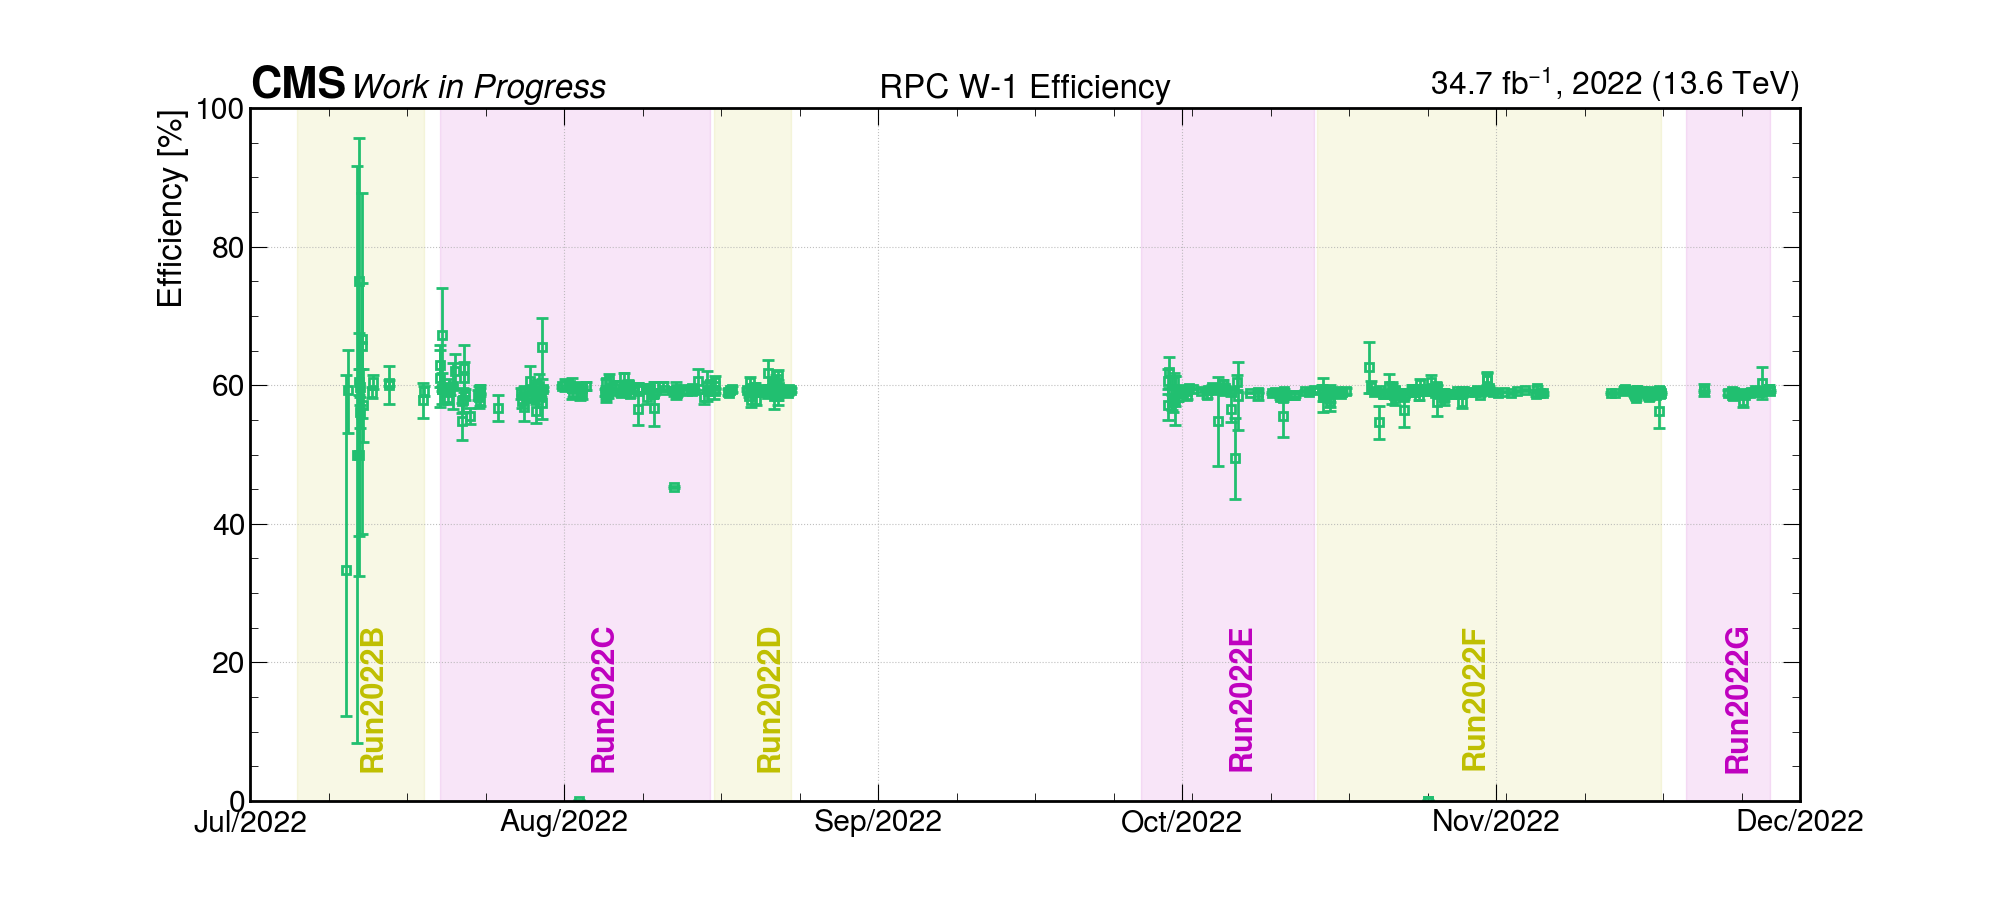 CMS Work in Progress RPC W-1 Efficiency 34.7 fb⁻¹, 2022 (13.6 TeV)
Efficiency [%]
100
80
60
40
20
0
Run2022B
Run2022C
Run2022D
Run2022E
Run2022F
Run2022G
Jul/2022 Aug/2022 Sep/2022 Oct/2022 Nov/2022 Dec/2022